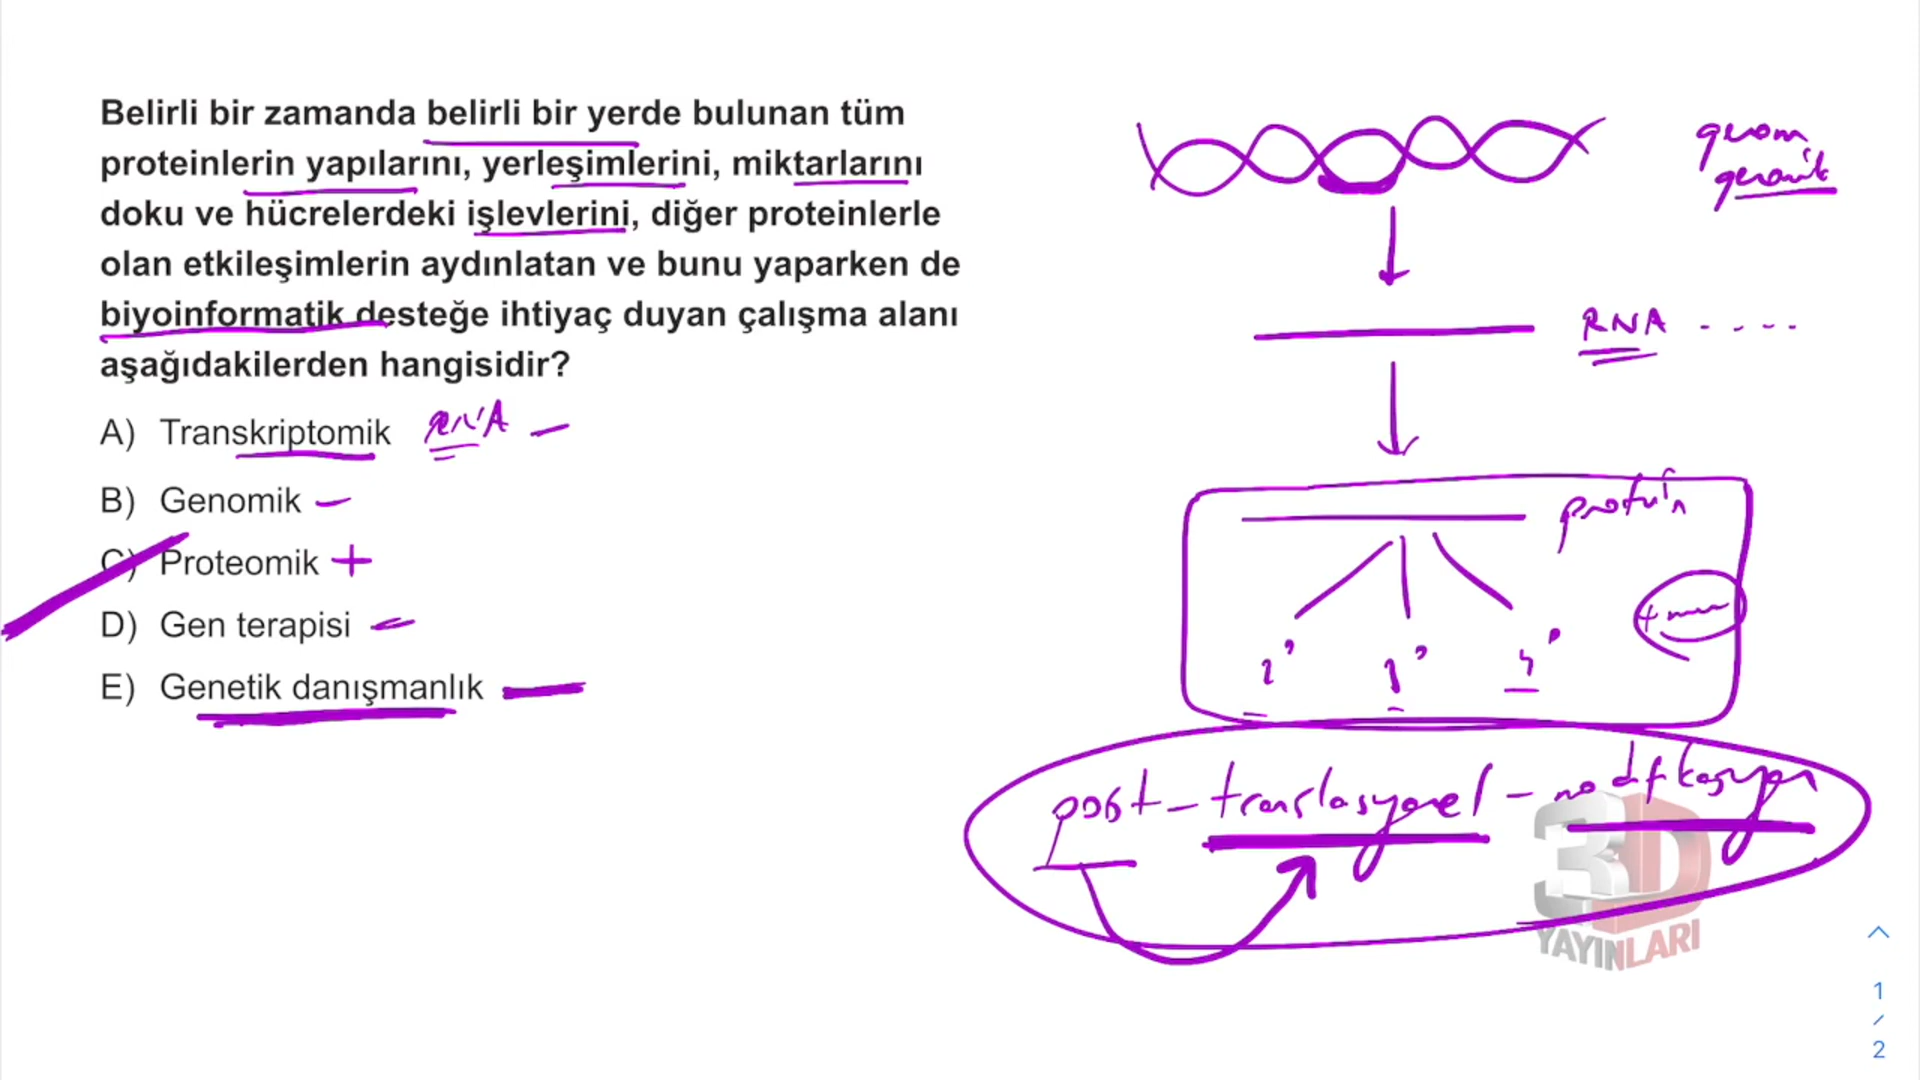 Belirli bir zamanda belirli bir yerde bulunan tüm
proteinlerin yapılarını, yerleşimlerini, miktarlarını
doku ve hücrelerdeki işlevlerini, diğer proteinlerle
olan etkileşimlerin aydınlatan ve bunu yaparken de
biyoinformatik desteğe ihtiyaç duyan çalışma alanı
aşağıdakilerden hangisidir?
A) Transkriptomik RNA -
B) Genomik -
C) Proteomik +
D) Gen terapisi -
E) Genetik danışmanlık -
genom
genomik
RNA .....
protein
post-translasyonel-modifikasyon
3D
YAYINLARI
1
/
2